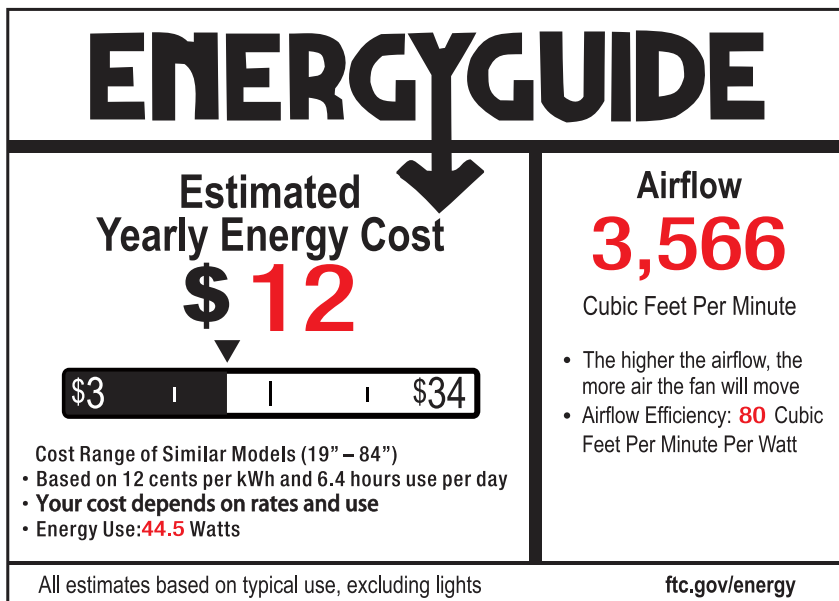 ENERGYGUIDE
Estimated
Yearly Energy Cost
$ 12
$3 $34
Cost Range of Similar Models (19” – 84”)
• Based on 12 cents per kWh and 6.4 hours use per day
• Your cost depends on rates and use
• Energy Use:44.5 Watts
Airflow
3,566
Cubic Feet Per Minute
• The higher the airflow, the
more air the fan will move
• Airflow Efficiency: 80 Cubic
Feet Per Minute Per Watt
All estimates based on typical use, excluding lights
ftc.gov/energy